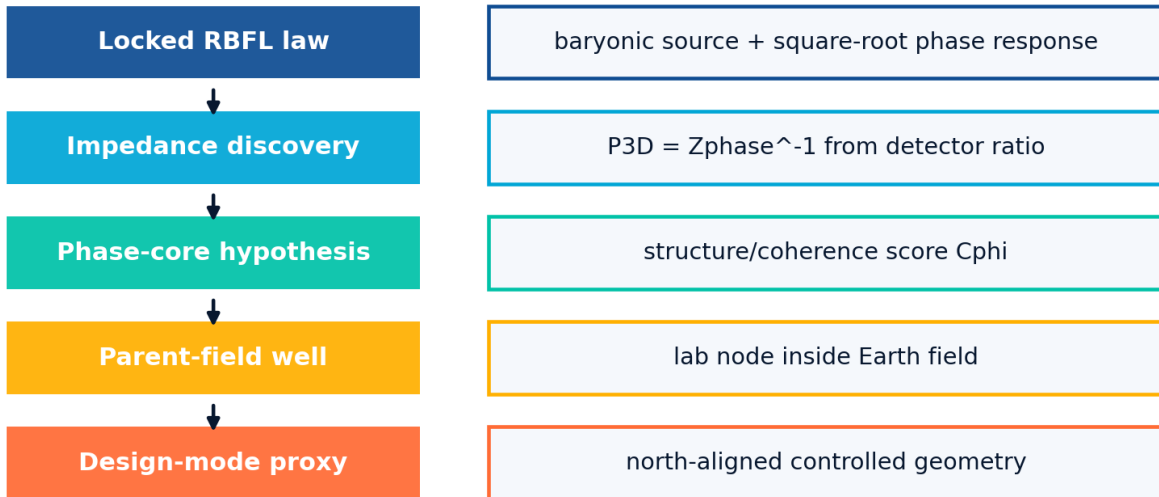 Locked RBFL law
baryonic source + square-root phase response
Impedance discovery
P3D = Zphase^-1 from detector ratio
Phase-core hypothesis
structure/coherence score Cphi
Parent-field well
lab node inside Earth field
Design-mode proxy
north-aligned controlled geometry